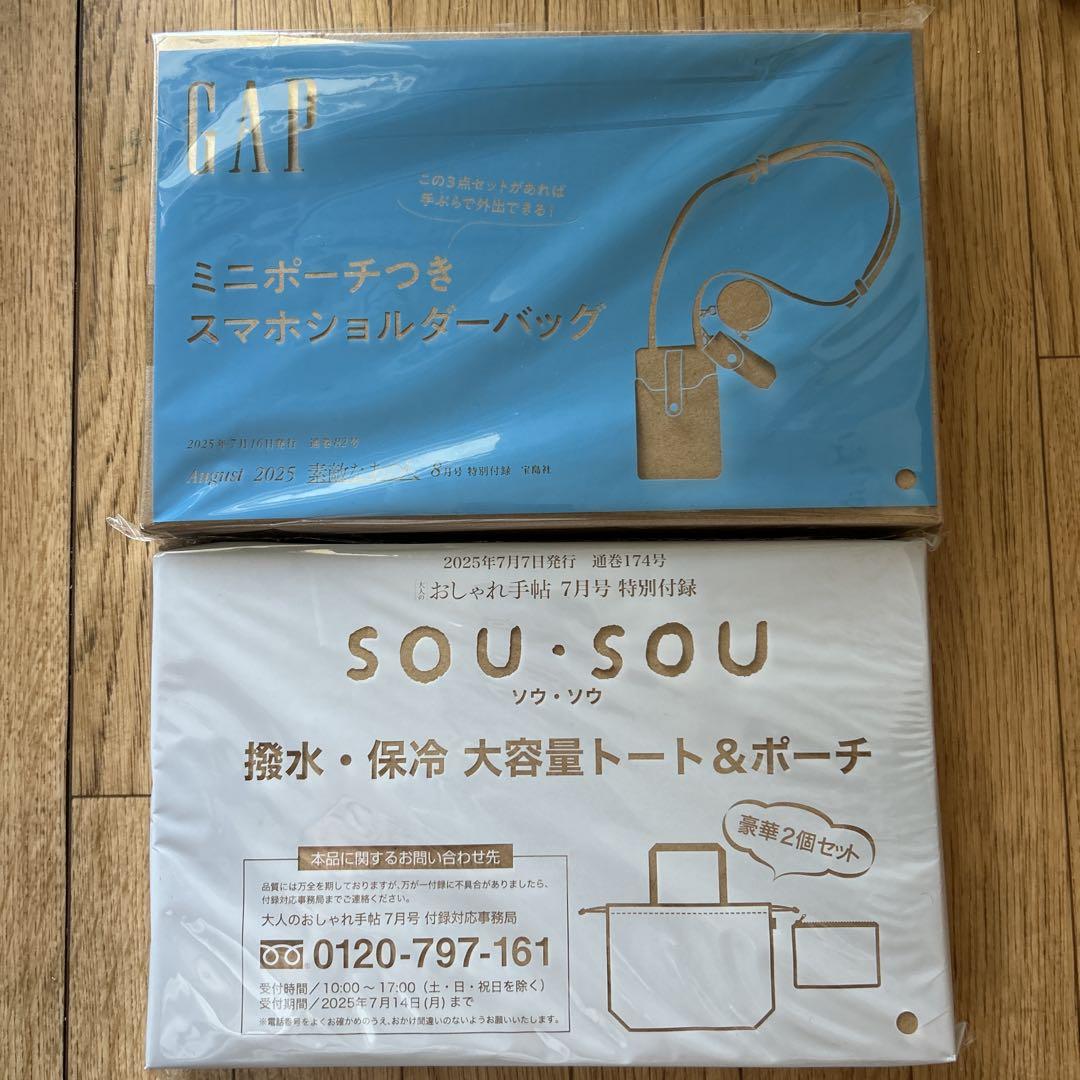 GAP
この3点セットがあれば
手ぶらで外出できる!
ミニポーチつき
スマホショルダーバッグ
2025年7月16日発行 通巻182号
August 2025 素敵なあの人 8月号 特別付録 宝島社
2025年7月7日発行 通巻174号
大人の おしゃれ手帖 7月号 特別付録
SOU・SOU
ソウ・ソウ
撥水・保冷 大容量トート&ポーチ
豪華2個セット
本品に関するお問い合わせ先
品質には万全を期しておりますが、万が一付録に不具合がありましたら、
付録対応事務局までご連絡ください。
大人のおしゃれ手帖 7月号 付録対応事務局
0120-797-161
受付時間/10:00~17:00(土・日・祝日を除く)
受付期間/2025年7月14日(月)まで
※電話番号をよくお確かめのうえ、おかけ間違いのないようお願いいたします。